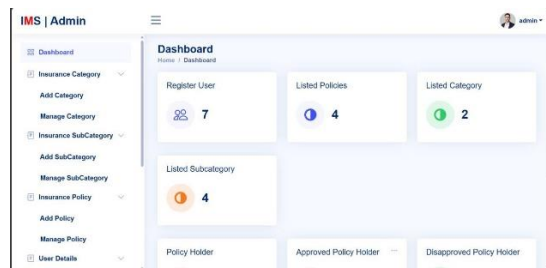 IMS | Admin
admin
Dashboard
Insurance Category
Add Category
Manage Category
Insurance SubCategory
Add SubCategory
Manage SubCategory
Insurance Policy
Add Policy
Manage Policy
User Details
Dashboard
Home / Dashboard
Register User
7
Listed Policies
4
Listed Category
2
Listed Subcategory
4
Policy Holder
Approved Policy Holder
Disapproved Policy Holder